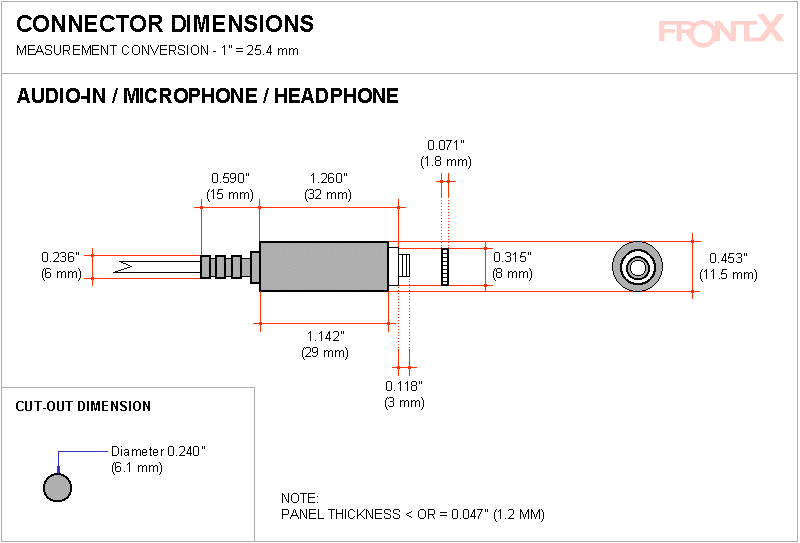 CONNECTOR DIMENSIONS
MEASUREMENT CONVERSION - 1" = 25.4 mm
FRONTX
AUDIO-IN / MICROPHONE / HEADPHONE
0.071"
(1.8 mm)
0.590"
(15 mm)
1.260"
(32 mm)
0.236"
(6 mm)
0.315"
(8 mm)
0.453"
(11.5 mm)
1.142"
(29 mm)
0.118"
(3 mm)
CUT-OUT DIMENSION
Diameter 0.240"
(6.1 mm)
NOTE:
PANEL THICKNESS < OR = 0.047" (1.2 MM)